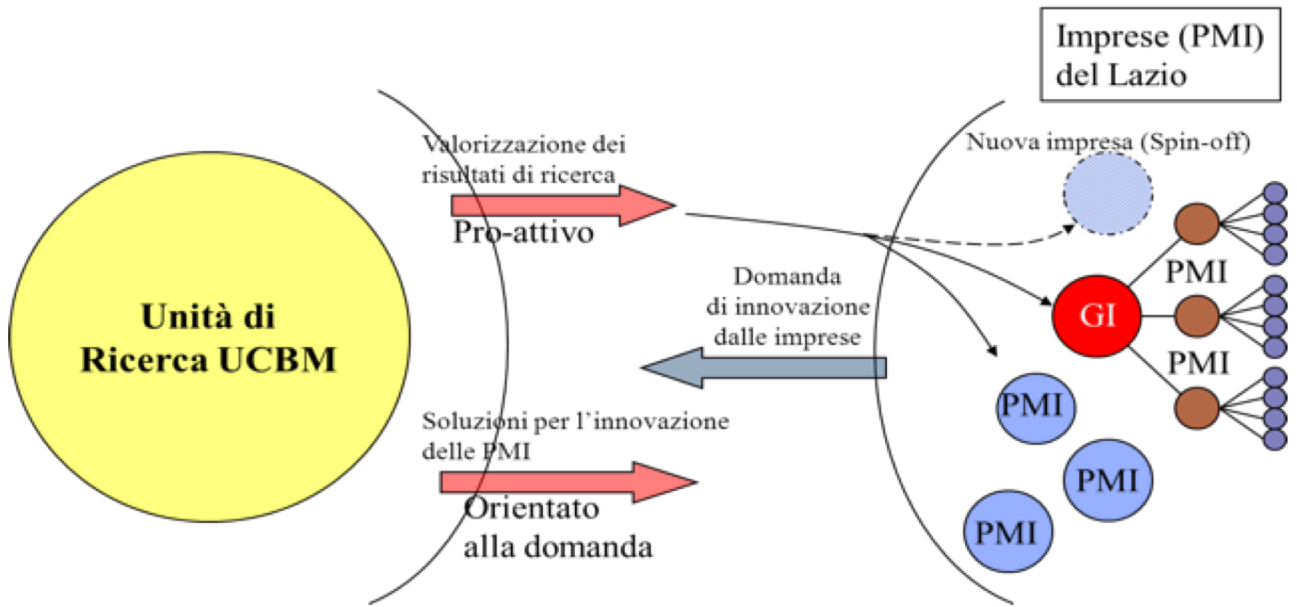 Imprese (PMI)
del Lazio
Valorizzazione dei
risultati di ricerca
Pro-attivo
Nuova impresa (Spin-off)
Unità di
Ricerca UCBM
Domanda
di innovazione
dalle imprese
GI
PMI
PMI
Soluzioni per l'innovazione
delle PMI
Orientato
alla domanda
PMI
PMI
PMI